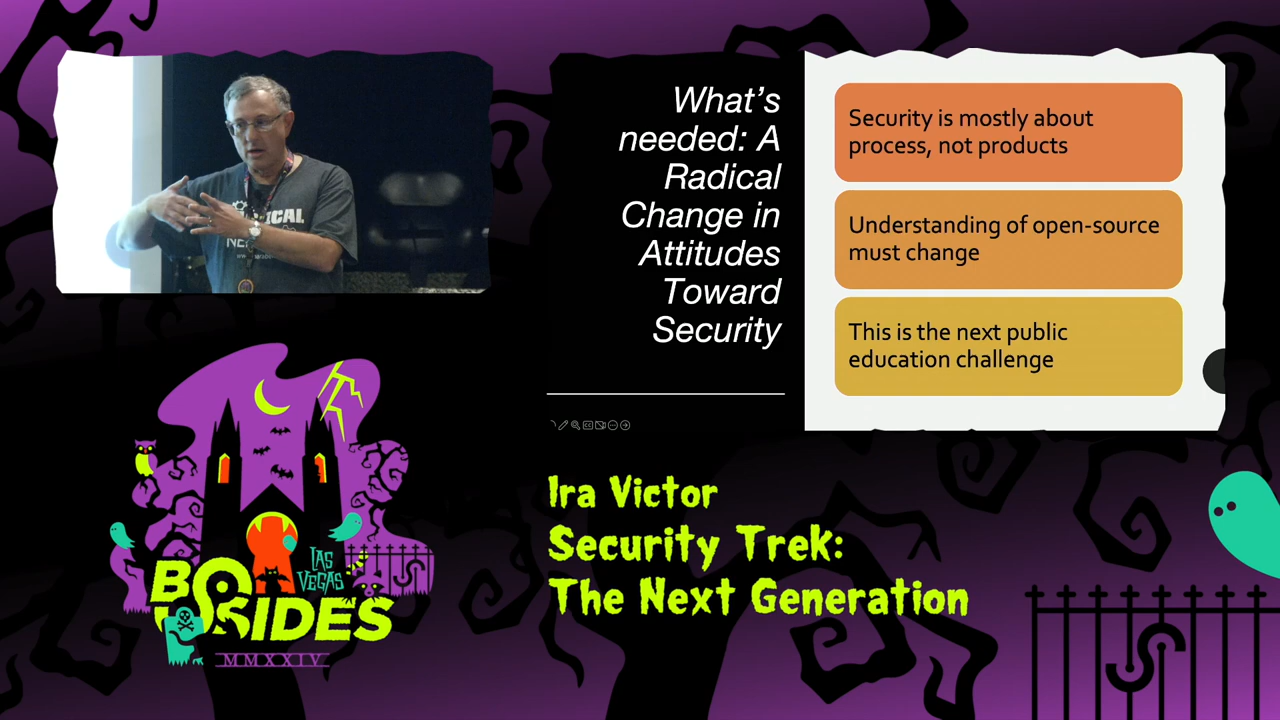 What's
needed: A
Radical
Change in
Attitudes
Toward
Security
Security is mostly about
process, not products
Understanding of open-source
must change
This is the next public
education challenge
Ira Victor
Security Trek:
The Next Generation
LAS
VEGAS
BSIDES
MMXXIV